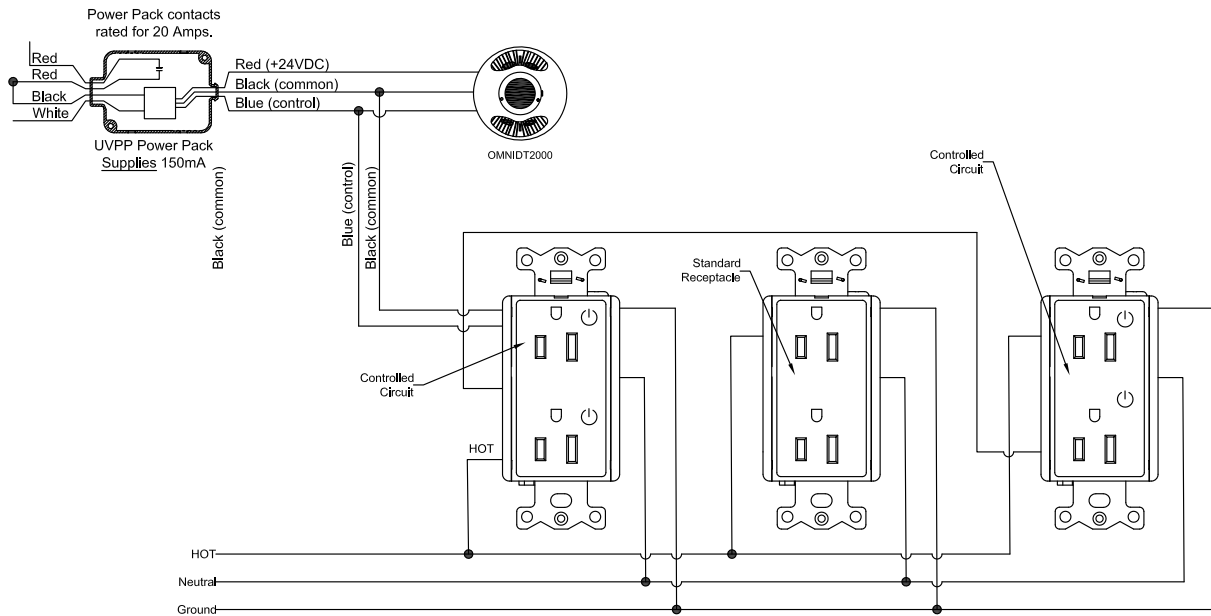 Power Pack contacts
rated for 20 Amps.
Red
Red
Black
White
UVPP Power Pack
Supplies 150mA
Red (+24VDC)
Black (common)
Blue (control)
OMNIDT2000
Black (common)
Blue (control)
Black (common)
Controlled
Circuit
Standard
Receptacle
Controlled
Circuit
HOT
HOT
Neutral
Ground